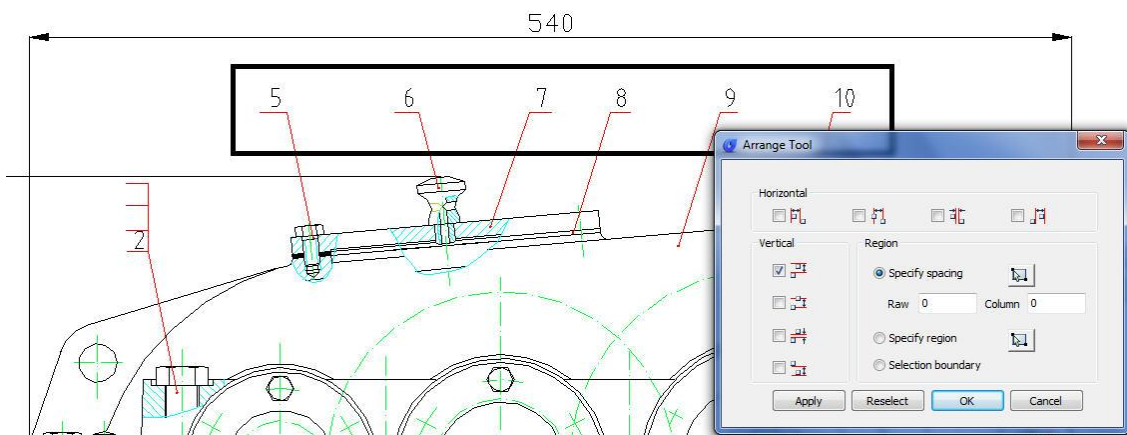 540
5 6 7 8 9 10
2
Arrange Tool
Horizontal
Vertical
Region
Specify spacing
Raw 0 Column 0
Specify region
Selection boundary
Apply Reselect OK Cancel